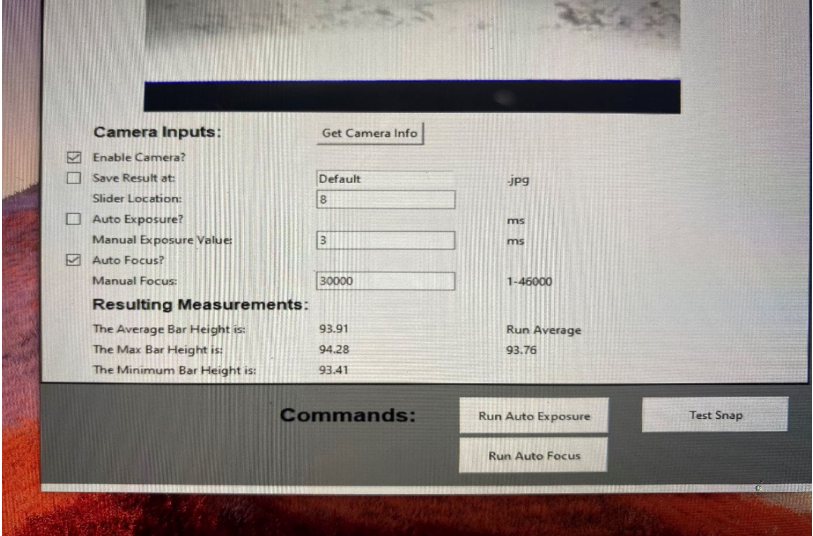 Camera Inputs: Get Camera Info
Enable Camera?
Save Result at: Default .jpg
Slider Location: 8
Auto Exposure? ms
Manual Exposure Value: 3 ms
Auto Focus?
Manual Focus: 30000 1-46000
Resulting Measurements:
The Average Bar Height is: 93.91 Run Average
The Max Bar Height is: 94.28 93.76
The Minimum Bar Height is: 93.41
Commands: Run Auto Exposure Test Snap
Run Auto Focus